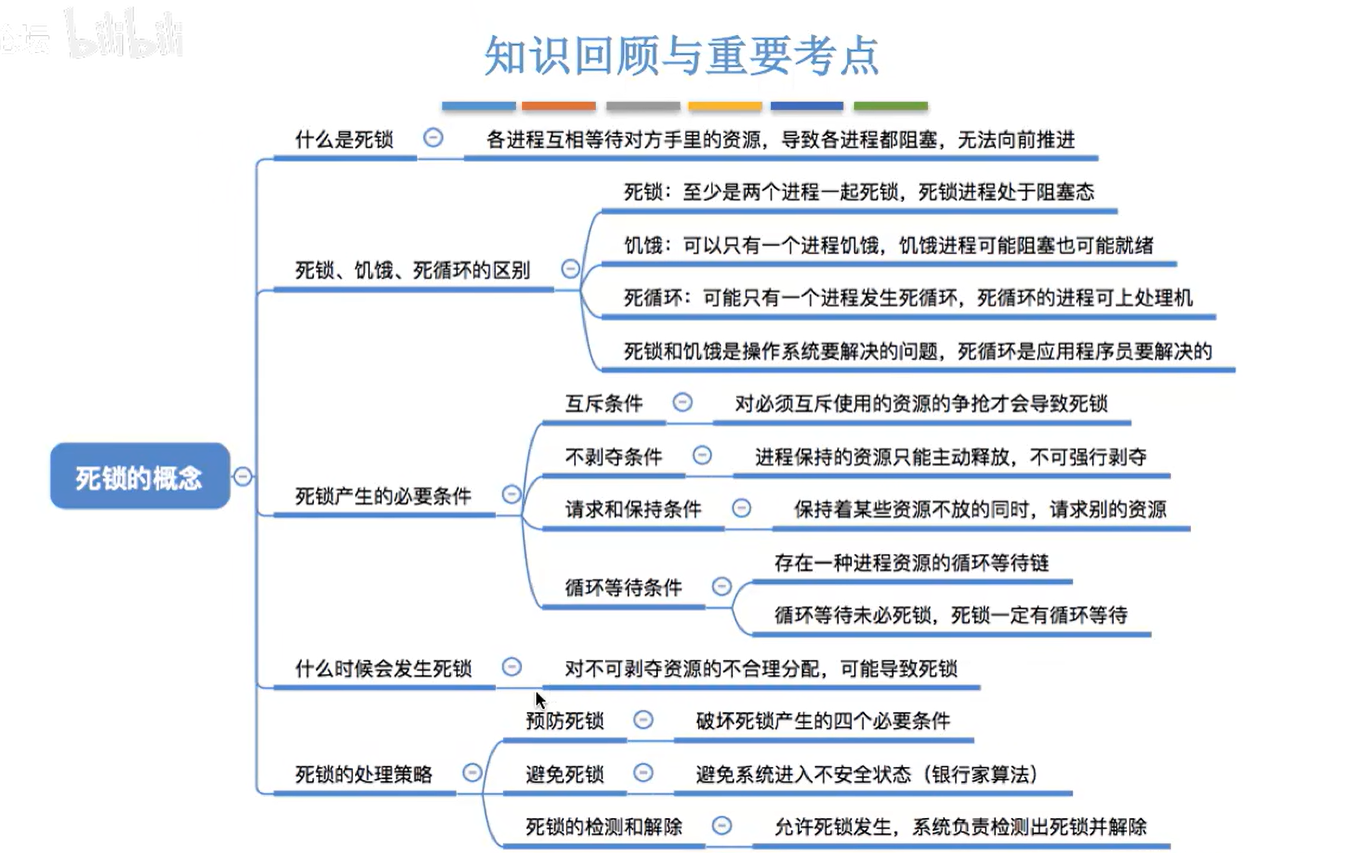 bilibili
知识回顾与重要考点
什么是死锁
各进程互相等待对方手里的资源，导致各进程都阻塞，无法向前推进
死锁、饥饿、死循环的区别
死锁：至少是两个进程一起死锁，死锁进程处于阻塞态
饥饿：可以只有一个进程饥饿，饥饿进程可能阻塞也可能就绪
死循环：可能只有一个进程发生死循环，死循环的进程可上处理机
死锁和饥饿是操作系统要解决的问题，死循环是应用程序员要解决的
死锁的概念
死锁产生的必要条件
互斥条件
对必须互斥使用的资源的争抢才会导致死锁
不剥夺条件
进程保持的资源只能主动释放，不可强行剥夺
请求和保持条件
保持着某些资源不放的同时，请求别的资源
循环等待条件
存在一种进程资源的循环等待链
循环等待未必死锁，死锁一定有循环等待
什么时候会发生死锁
对不可剥夺资源的不合理分配，可能导致死锁
死锁的处理策略
预防死锁
破坏死锁产生的四个必要条件
避免死锁
避免系统进入不安全状态（银行家算法）
死锁的检测和解除
允许死锁发生，系统负责检测出死锁并解除